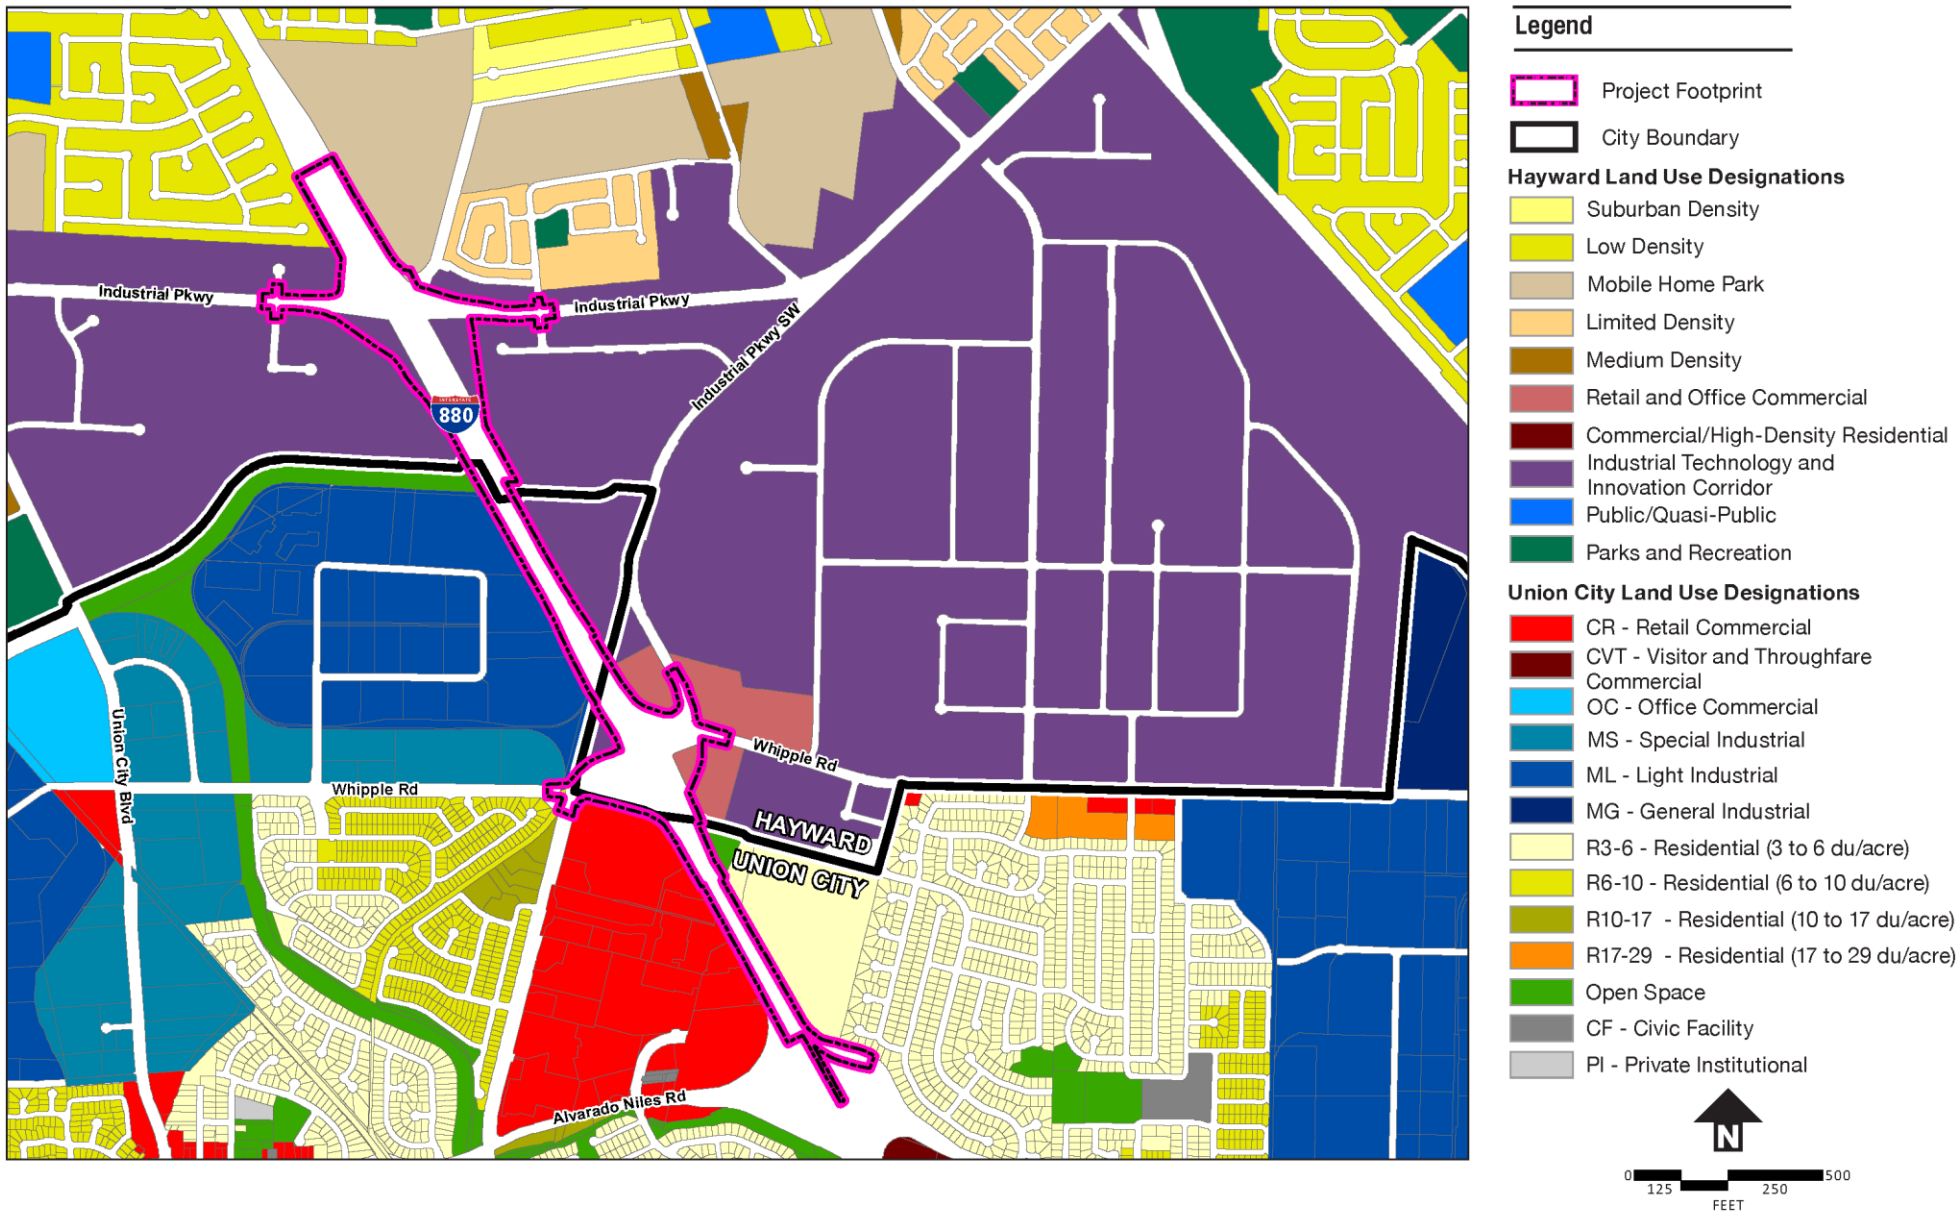 Legend
Project Footprint
City Boundary
Hayward Land Use Designations
Suburban Density
Low Density
Mobile Home Park
Limited Density
Medium Density
Retail and Office Commercial
Commercial/High-Density Residential
Industrial Technology and
Innovation Corridor
Public/Quasi-Public
Parks and Recreation
Union City Land Use Designations
CR - Retail Commercial
CVT - Visitor and Throughfare
Commercial
OC - Office Commercial
MS - Special Industrial
ML - Light Industrial
MG - General Industrial
R3-6 - Residential (3 to 6 du/acre)
R6-10 - Residential (6 to 10 du/acre)
R10-17 - Residential (10 to 17 du/acre)
R17-29 - Residential (17 to 29 du/acre)
Open Space
CF - Civic Facility
PI - Private Institutional
N
0 500
125 250
FEET
Industrial Pkwy
Industrial Pkwy
Industrial Pkwy SW
INTERSTATE
880
Union City Blvd
Whipple Rd
Whipple Rd
HAYWARD
UNION CITY
Alvarado Niles Rd